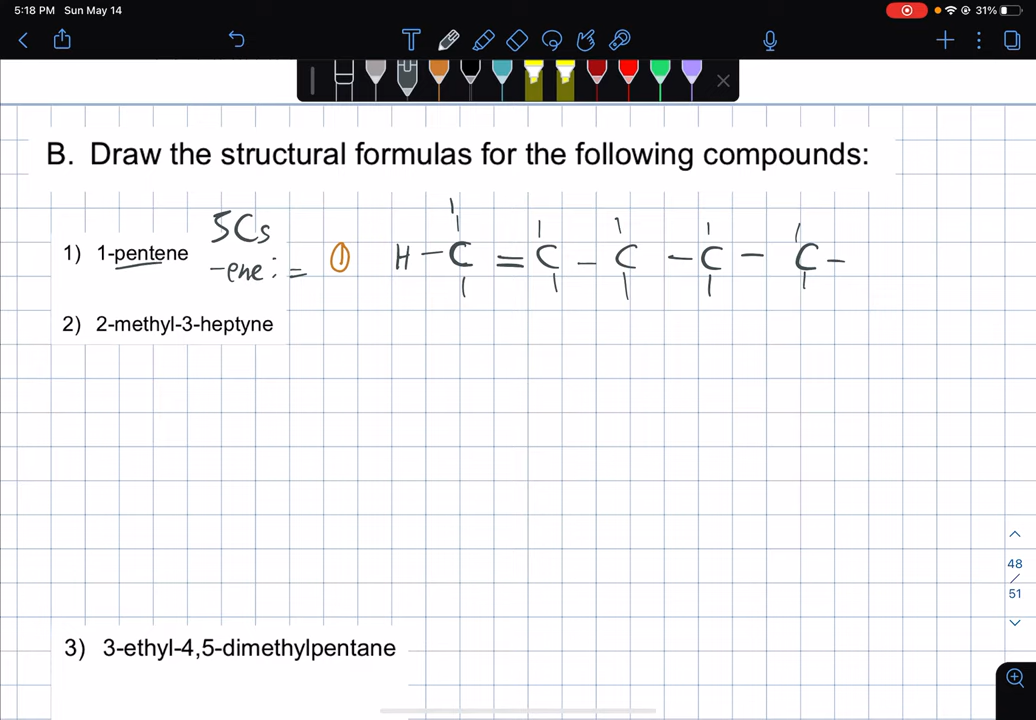 5:18 PM Sun May 14
31%
B. Draw the structural formulas for the following compounds:
5Cs
1) 1-pentene
-ene : =
① H - C = C - C - C - C -
2) 2-methyl-3-heptyne
48
/
51
3) 3-ethyl-4,5-dimethylpentane